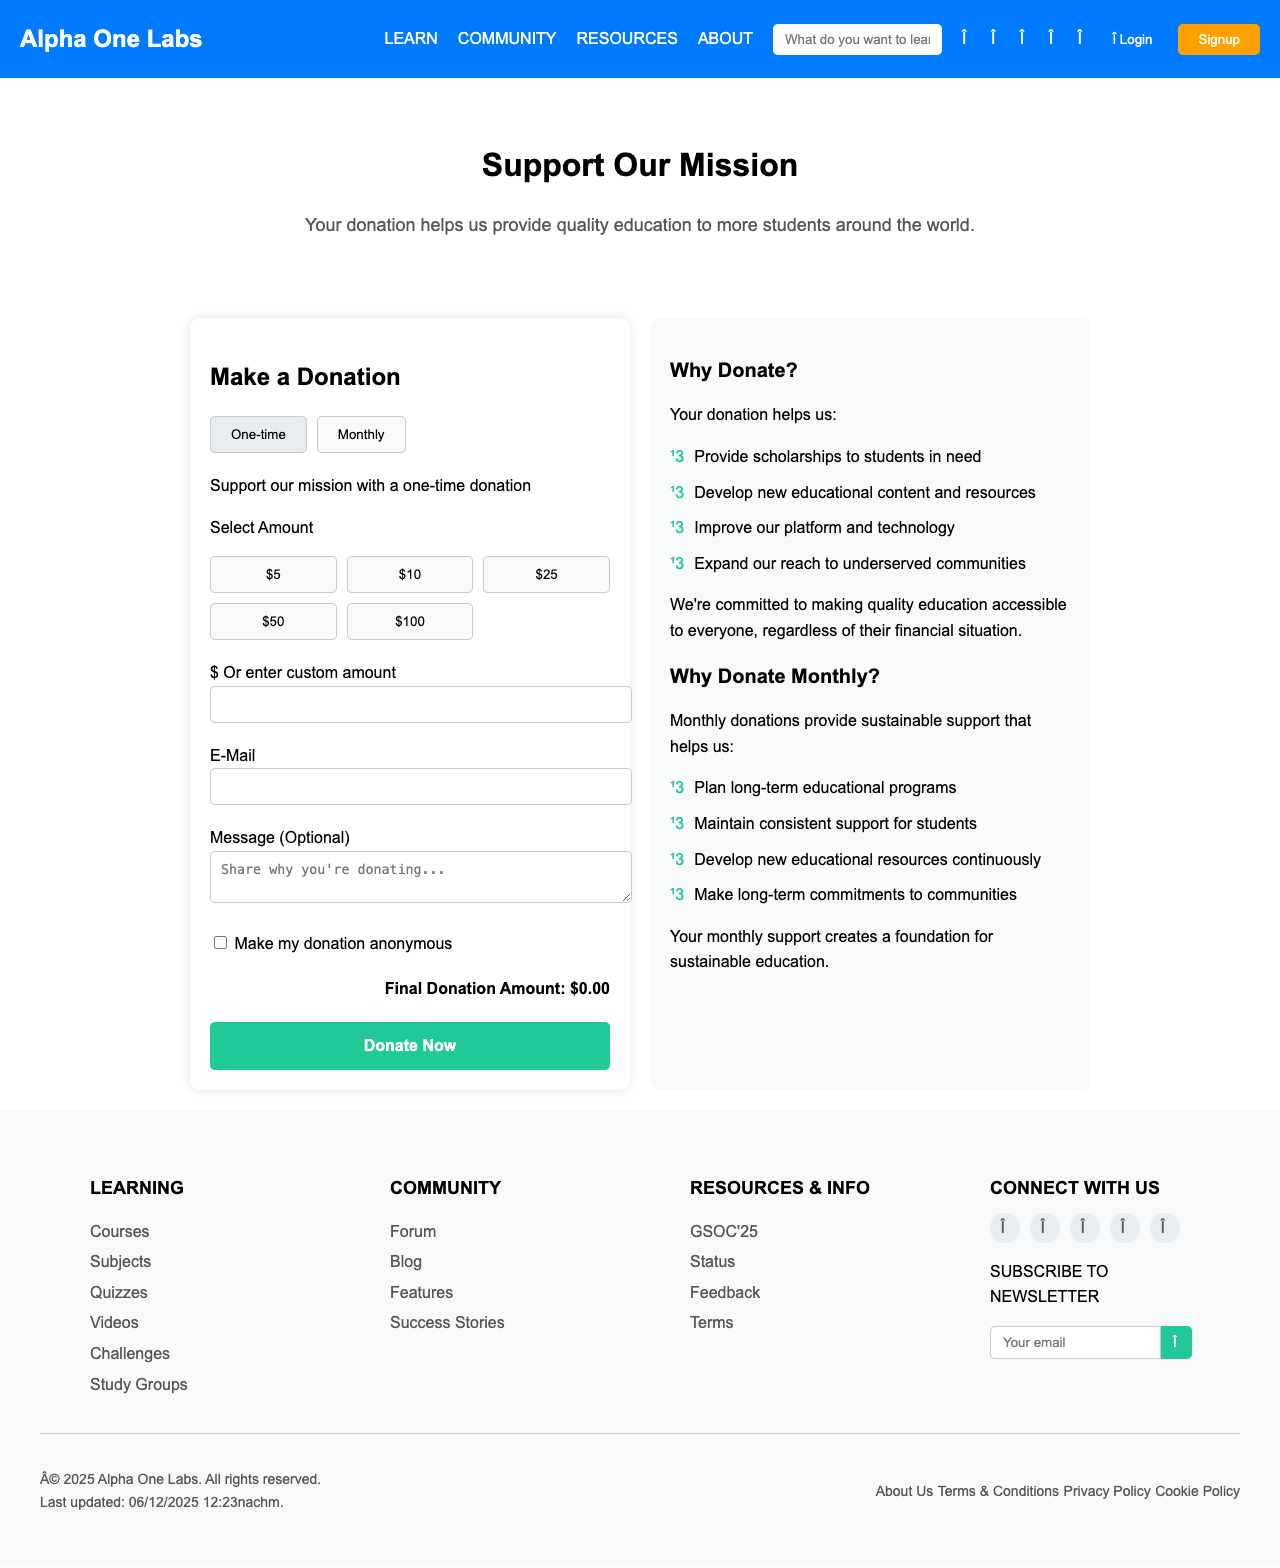 Alpha One Labs
LEARN COMMUNITY RESOURCES ABOUT What do you want to lear Î Î Î Î Î Î Login Signup
Support Our Mission
Your donation helps us provide quality education to more students around the world.
Make a Donation
One-time Monthly
Support our mission with a one-time donation
Select Amount
$5 $10 $25
$50 $100
$ Or enter custom amount
E-Mail
Message (Optional)
Share why you're donating...
Make my donation anonymous
Final Donation Amount: $0.00
Donate Now
Why Donate?
Your donation helps us:
¹3 Provide scholarships to students in need
¹3 Develop new educational content and resources
¹3 Improve our platform and technology
¹3 Expand our reach to underserved communities
We're committed to making quality education accessible
to everyone, regardless of their financial situation.
Why Donate Monthly?
Monthly donations provide sustainable support that
helps us:
¹3 Plan long-term educational programs
¹3 Maintain consistent support for students
¹3 Develop new educational resources continuously
¹3 Make long-term commitments to communities
Your monthly support creates a foundation for
sustainable education.
LEARNING
Courses
Subjects
Quizzes
Videos
Challenges
Study Groups
COMMUNITY
Forum
Blog
Features
Success Stories
RESOURCES & INFO
GSOC'25
Status
Feedback
Terms
CONNECT WITH US
Î Î Î Î Î
SUBSCRIBE TO
NEWSLETTER
Your email Î
Â© 2025 Alpha One Labs. All rights reserved.
Last updated: 06/12/2025 12:23nachm.
About Us Terms & Conditions Privacy Policy Cookie Policy